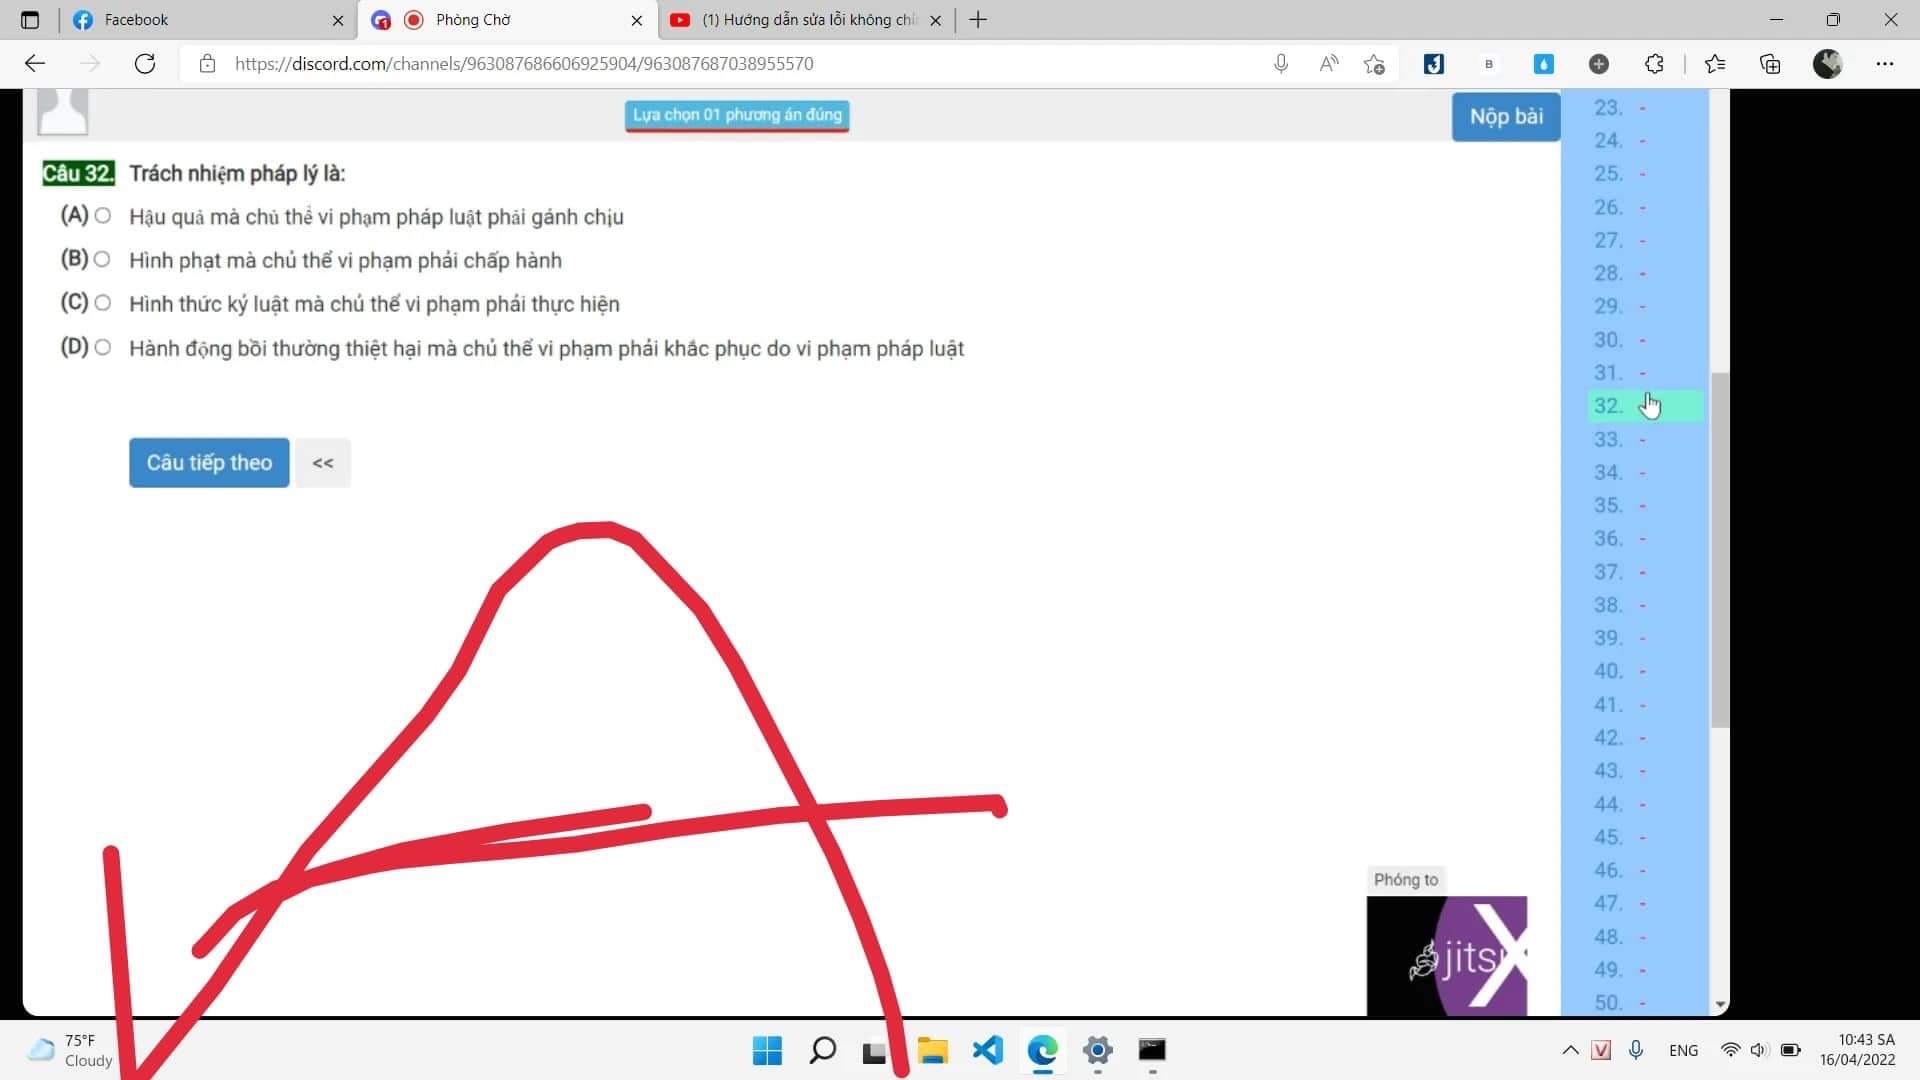 Facebook
Phòng Chờ
(1) Hướng dẫn sửa lỗi không chỉ
https://discord.com/channels/963087686606925904/963087687038955570
Lựa chọn 01 phương án đúng
Nộp bài
Câu 32. Trách nhiệm pháp lý là:
(A) Hậu quả mà chủ thể vi phạm pháp luật phải gánh chịu
(B) Hình phạt mà chủ thể vi phạm phải chấp hành
(C) Hình thức kỷ luật mà chủ thể vi phạm phải thực hiện
(D) Hành động bồi thường thiệt hại mà chủ thể vi phạm phải khắc phục do vi phạm pháp luật
Câu tiếp theo <<
23. -
24. -
25. -
26. -
27. -
28. -
29. -
30. -
31. -
32.
33. -
34. -
35. -
36. -
37. -
38. -
39. -
40. -
41. -
42. -
43. -
44. -
45. -
46. -
47. -
48. -
49. -
50. -
A
Phóng to
jitsi
75°F
Cloudy
ENG
10:43 SA
16/04/2022